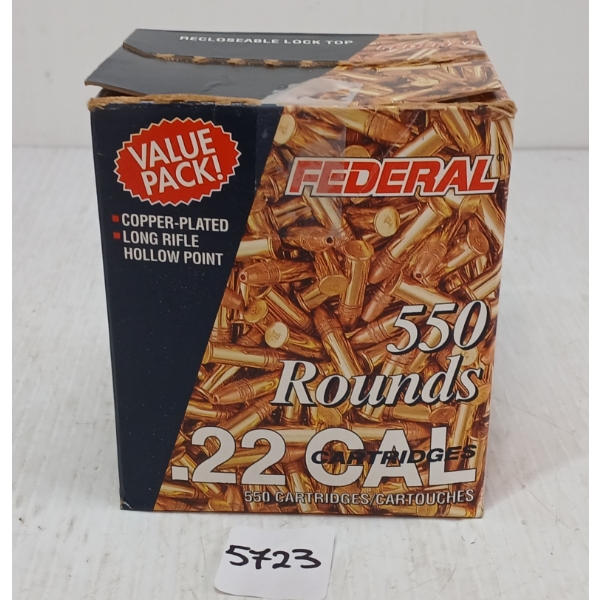 RECLOSEABLE LOCK TOP
VALUE
PACK!
FEDERAL®
COPPER-PLATED
LONG RIFLE
HOLLOW POINT
550
Rounds
.22 CAL
CARTRIDGES
550 CARTRIDGES/CARTOUCHES
5723